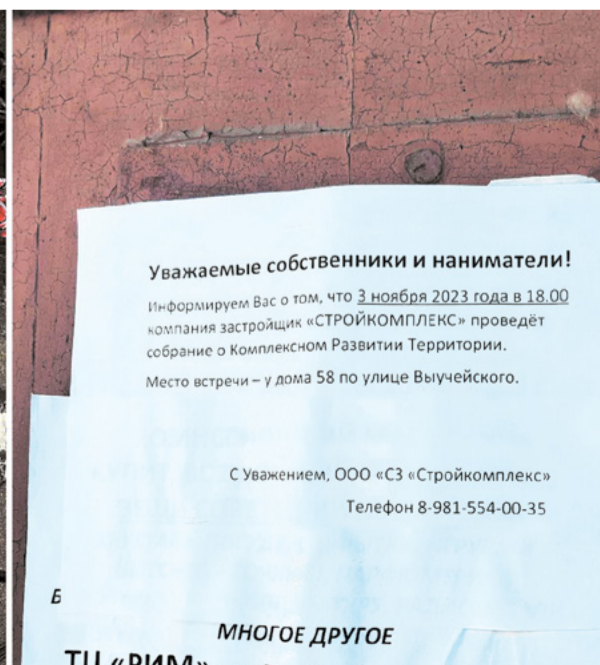 Уважаемые собственники и наниматели!
Информируем Вас о том, что 3 ноября 2023 года в 18.00
компания застройщик «СТРОЙКОМПЛЕКС» проведёт
собрание о Комплексном Развитии Территории.
Место встречи – у дома 58 по улице Выучейского.
С Уважением, ООО «СЗ «Стройкомплекс»
Телефон 8-981-554-00-35
МНОГОЕ ДРУГОЕ
ТЦ «РИМ»